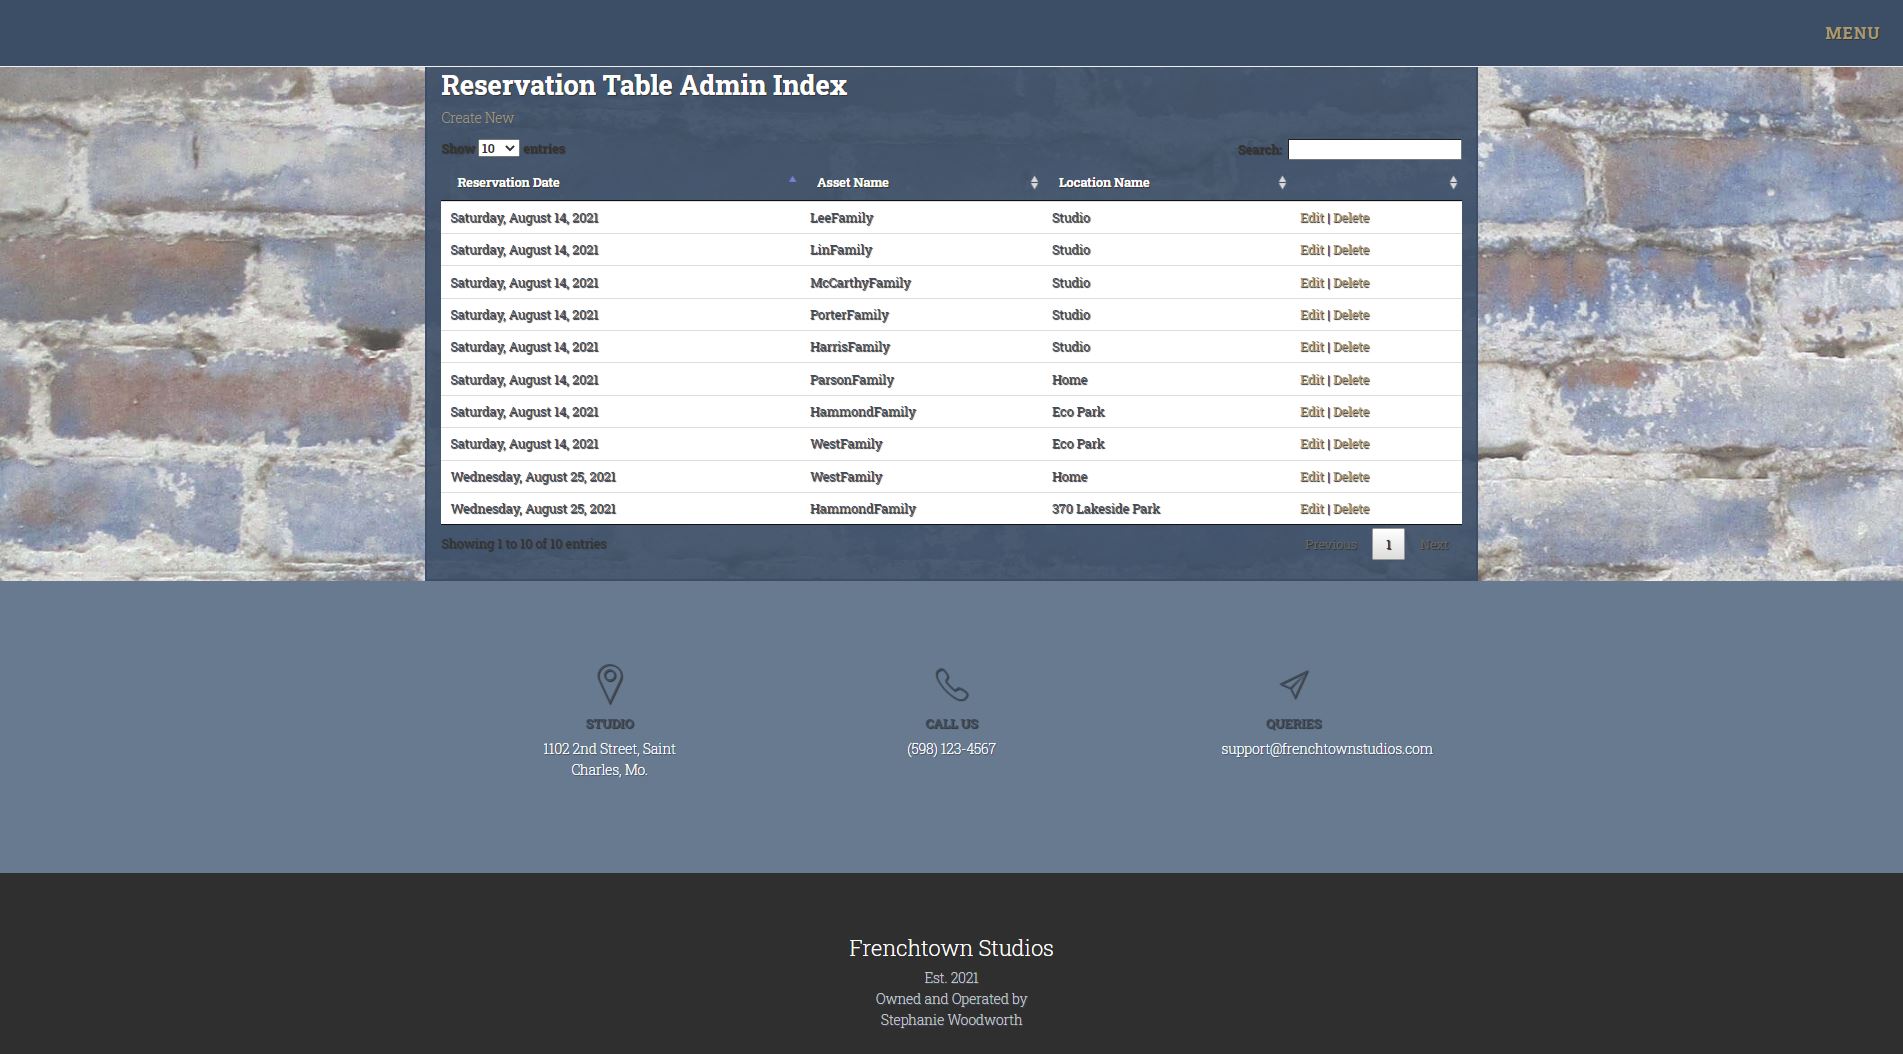 MENU
Reservation Table Admin Index
Create New
Show 10 entries Search:
Reservation Date Asset Name Location Name
Saturday, August 14, 2021 LeeFamily Studio Edit | Delete
Saturday, August 14, 2021 LinFamily Studio Edit | Delete
Saturday, August 14, 2021 McCarthyFamily Studio Edit | Delete
Saturday, August 14, 2021 PorterFamily Studio Edit | Delete
Saturday, August 14, 2021 HarrisFamily Studio Edit | Delete
Saturday, August 14, 2021 ParsonFamily Home Edit | Delete
Saturday, August 14, 2021 HammondFamily Eco Park Edit | Delete
Saturday, August 14, 2021 WestFamily Eco Park Edit | Delete
Wednesday, August 25, 2021 WestFamily Home Edit | Delete
Wednesday, August 25, 2021 HammondFamily 370 Lakeside Park Edit | Delete
Showing 1 to 10 of 10 entries Previous 1 Next
STUDIO
1102 2nd Street, Saint
Charles, Mo.
CALL US
(598) 123-4567
QUERIES
support@frenchtownstudios.com
Frenchtown Studios
Est. 2021
Owned and Operated by
Stephanie Woodworth